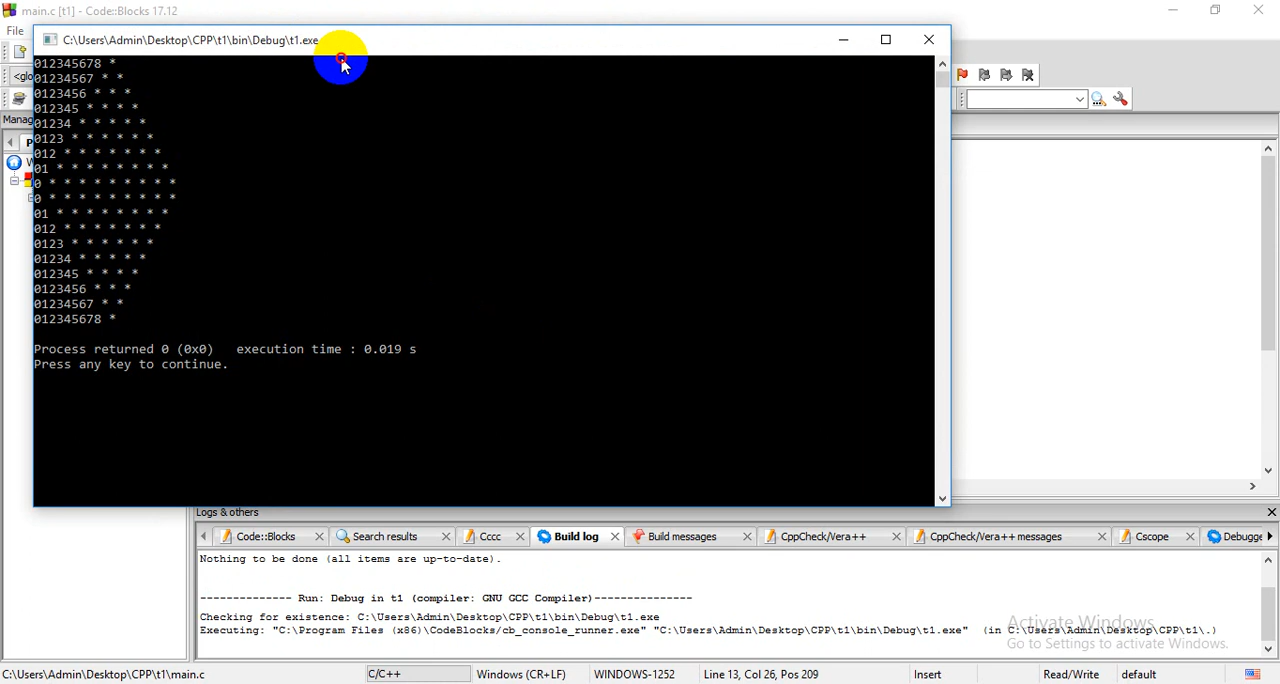 main.c [t1] - Code::Blocks 17.12
File
C:\Users\Admin\Desktop\CPP\t1\bin\Debug\t1.exe
012345678 *
01234567 * *
0123456 * * *
012345 * * * *
01234 * * * * *
0123 * * * * * *
012 * * * * * * *
01 * * * * * * * *
0 * * * * * * * * *
0 * * * * * * * * *
01 * * * * * * * *
012 * * * * * * *
0123 * * * * * *
01234 * * * * *
012345 * * * *
0123456 * * *
01234567 * *
012345678 *
Process returned 0 (0x0)   execution time : 0.019 s
Press any key to continue.
<glo
Manag
P
W
Logs & others
Code::Blocks
Search results
Cccc
Build log
Build messages
CppCheck/Vera++
CppCheck/Vera++ messages
Cscope
Debugge
Nothing to be done (all items are up-to-date).
-------------- Run: Debug in t1 (compiler: GNU GCC Compiler)---------------
Checking for existence: C:\Users\Admin\Desktop\CPP\t1\bin\Debug\t1.exe
Executing: "C:\Program Files (x86)\CodeBlocks/cb_console_runner.exe" "C:\Users\Admin\Desktop\CPP\t1\bin\Debug\t1.exe"  (in C:\Users\Admin\Desktop\CPP\t1\.)
Activate Windows
Go to Settings to activate Windows.
C:\Users\Admin\Desktop\CPP\t1\main.c
C/C++
Windows (CR+LF)
WINDOWS-1252
Line 13, Col 26, Pos 209
Insert
Read/Write
default